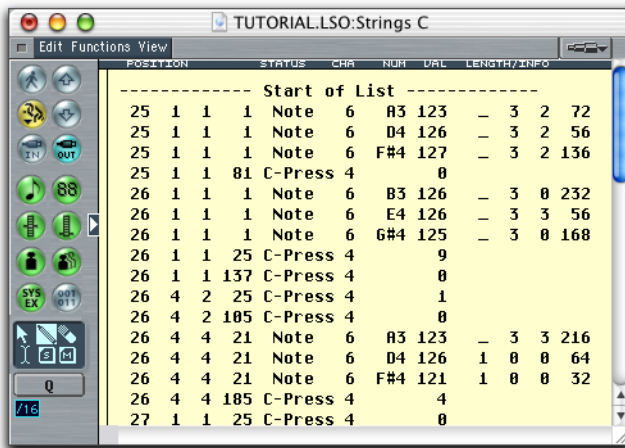 TUTORIAL.LSO:Strings C
Edit Functions View
POSITION STATUS CHA NUM VAL LENGTH/INFO
------------- Start of List -------------
25 1 1 1 Note 6 A3 123 _ 3 2 72
25 1 1 1 Note 6 D4 126 _ 3 2 56
25 1 1 1 Note 6 F#4 127 _ 3 2 136
25 1 1 81 C-Press 4 0
26 1 1 1 Note 6 B3 126 _ 3 0 232
26 1 1 1 Note 6 E4 126 _ 3 3 56
26 1 1 1 Note 6 G#4 125 _ 3 0 168
26 1 1 25 C-Press 4 9
26 1 1 137 C-Press 4 0
26 4 2 25 C-Press 4 1
26 4 2 105 C-Press 4 0
26 4 4 21 Note 6 A3 123 _ 3 3 216
26 4 4 21 Note 6 D4 126 1 0 0 64
26 4 4 21 Note 6 F#4 121 1 0 0 32
26 4 4 185 C-Press 4 4
27 1 1 25 C-Press 4 0
IN OUT
88
SYS EX
001 011
S M
Q
/16